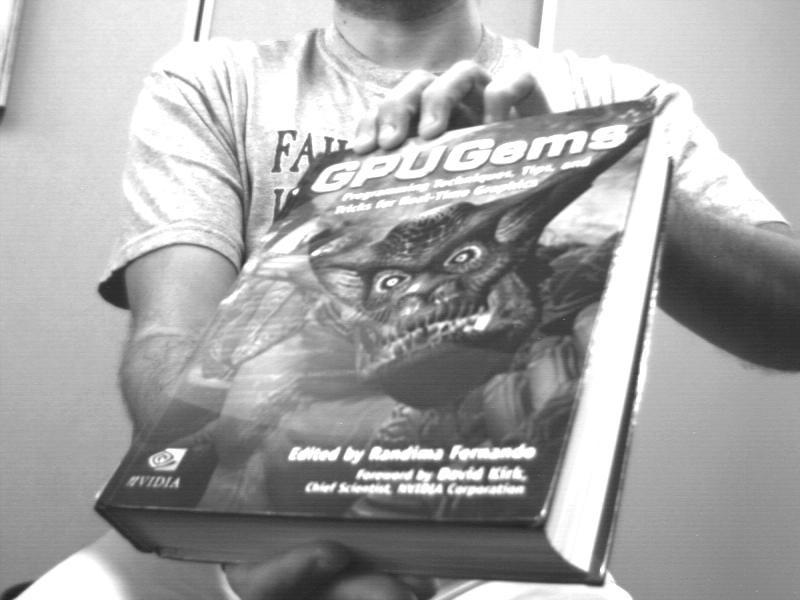 FAI
GPUGems
Programming Techniques, Tips, and
Tricks for Real-Time Graphics
Edited by Randima Fernando
Foreword by David Kirk,
Chief Scientist, NVIDIA Corporation
NVIDIA